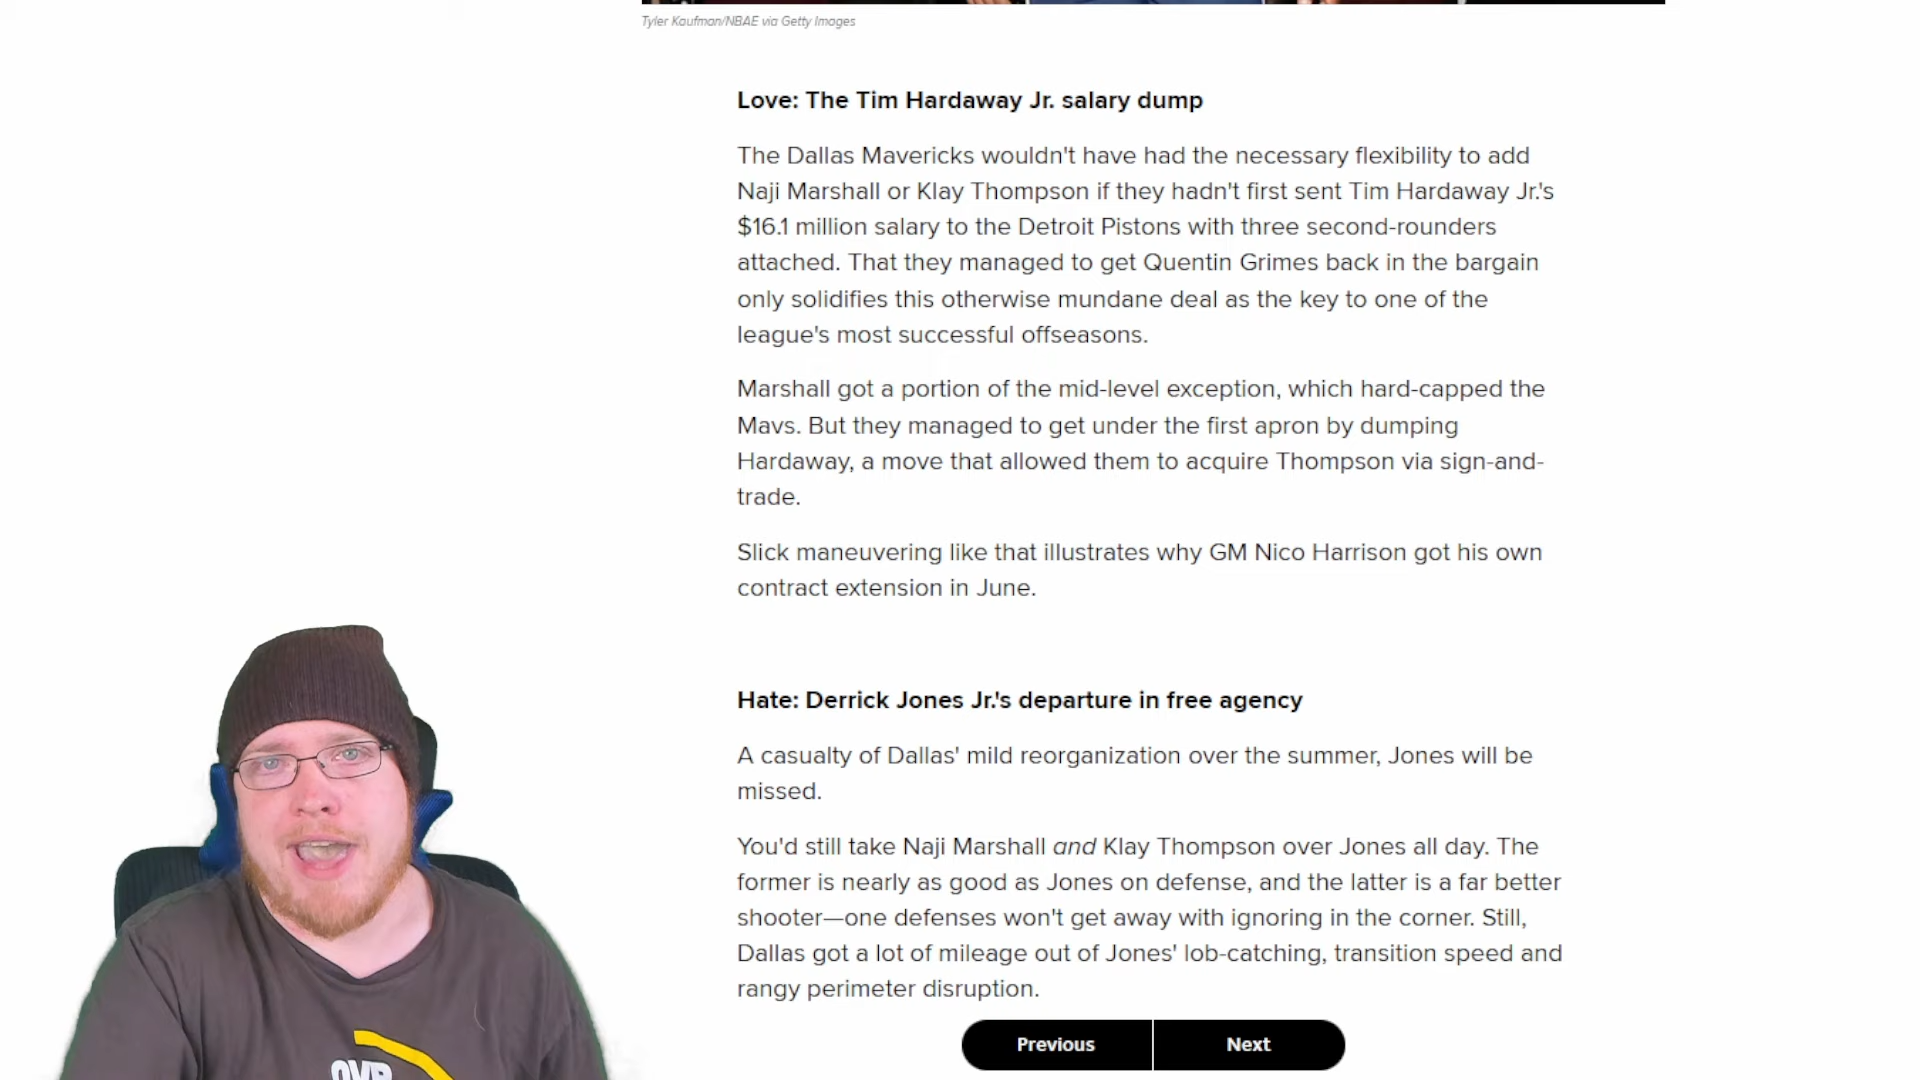 Tyler Kaufman/NBAE via Getty Images
Love: The Tim Hardaway Jr. salary dump
The Dallas Mavericks wouldn't have had the necessary flexibility to add
Naji Marshall or Klay Thompson if they hadn't first sent Tim Hardaway Jr.'s
$16.1 million salary to the Detroit Pistons with three second-rounders
attached. That they managed to get Quentin Grimes back in the bargain
only solidifies this otherwise mundane deal as the key to one of the
league's most successful offseasons.
Marshall got a portion of the mid-level exception, which hard-capped the
Mavs. But they managed to get under the first apron by dumping
Hardaway, a move that allowed them to acquire Thompson via sign-and-
trade.
Slick maneuvering like that illustrates why GM Nico Harrison got his own
contract extension in June.
Hate: Derrick Jones Jr.'s departure in free agency
A casualty of Dallas' mild reorganization over the summer, Jones will be
missed.
You'd still take Naji Marshall and Klay Thompson over Jones all day. The
former is nearly as good as Jones on defense, and the latter is a far better
shooter—one defenses won't get away with ignoring in the corner. Still,
Dallas got a lot of mileage out of Jones' lob-catching, transition speed and
rangy perimeter disruption.
Previous
Next
OVR